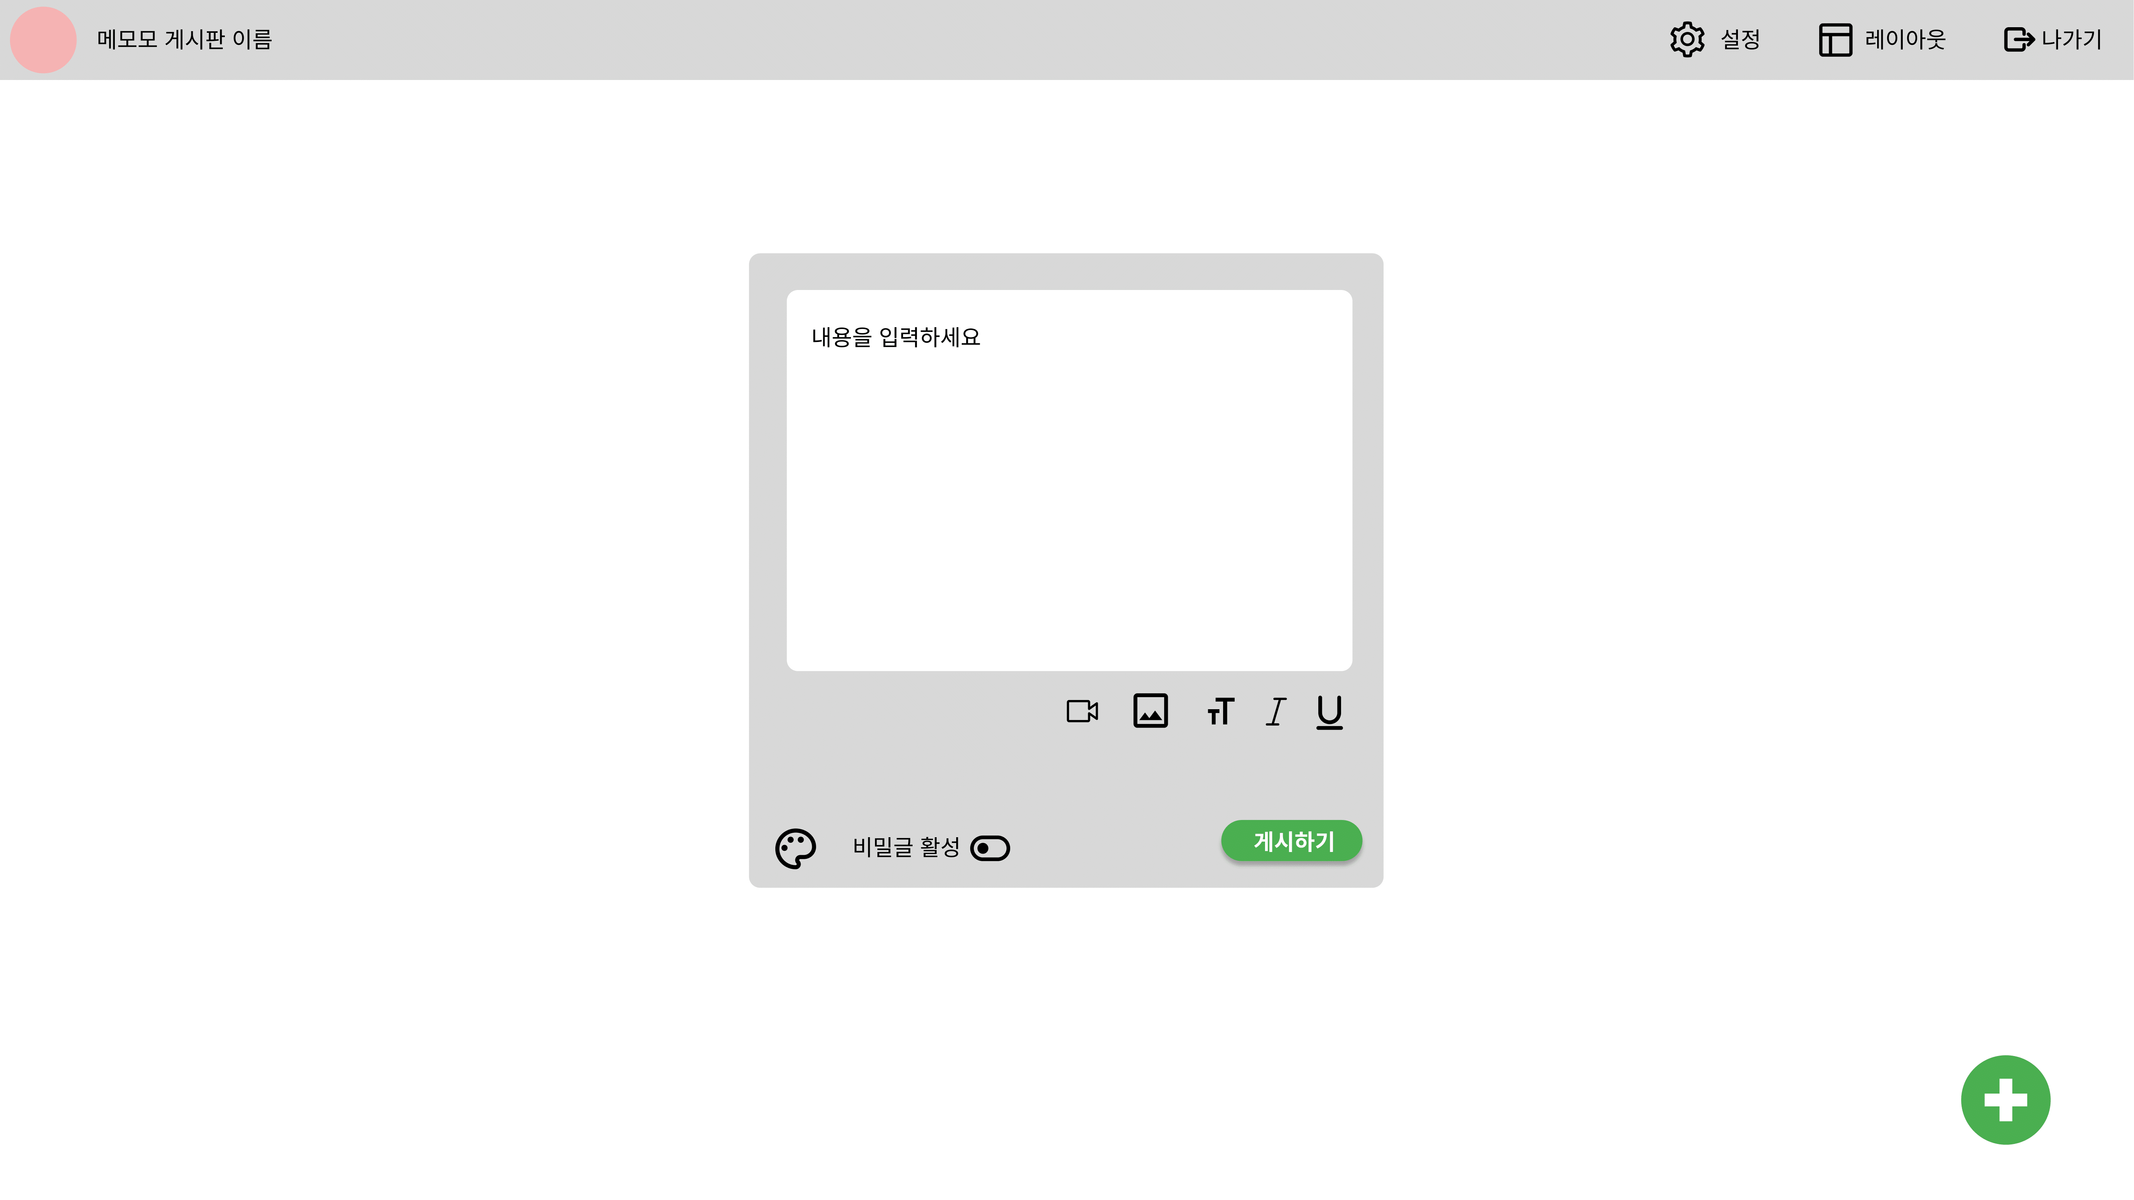 메모모 게시판 이름
설정
레이아웃
나가기
내용을 입력하세요
비밀글 활성
게시하기